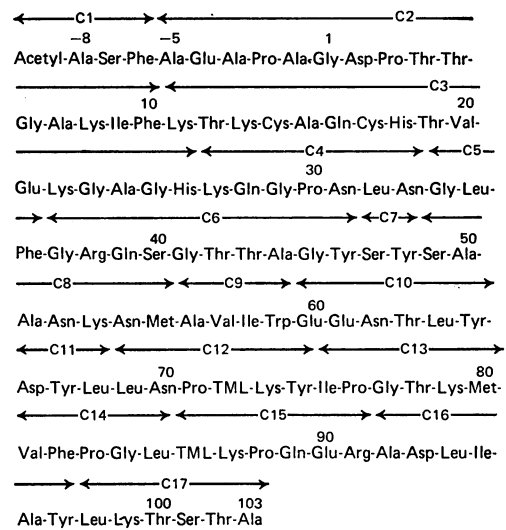 C1 C2
−8 −5 1
Acetyl-Ala-Ser-Phe-Ala-Glu-Ala-Pro-Ala-Gly-Asp-Pro-Thr-Thr-
C3
10 20
Gly-Ala-Lys-Ile-Phe-Lys-Thr-Lys-Cys-Ala-Gln-Cys-His-Thr-Val-
C4 C5
30
Glu-Lys-Gly-Ala-Gly-His-Lys-Gln-Gly-Pro-Asn-Leu-Asn-Gly-Leu-
C6 C7
40 50
Phe-Gly-Arg-Gln-Ser-Gly-Thr-Thr-Ala-Gly-Tyr-Ser-Tyr-Ser-Ala-
C8 C9 C10
60
Ala-Asn-Lys-Asn-Met-Ala-Val-Ile-Trp-Glu-Glu-Asn-Thr-Leu-Tyr-
C11 C12 C13
70 80
Asp-Tyr-Leu-Leu-Asn-Pro-TML-Lys-Tyr-Ile-Pro-Gly-Thr-Lys-Met-
C14 C15 C16
90
Val-Phe-Pro-Gly-Leu-TML-Lys-Pro-Gln-Glu-Arg-Ala-Asp-Leu-Ile-
C17
100 103
Ala-Tyr-Leu-Lys-Thr-Ser-Thr-Ala